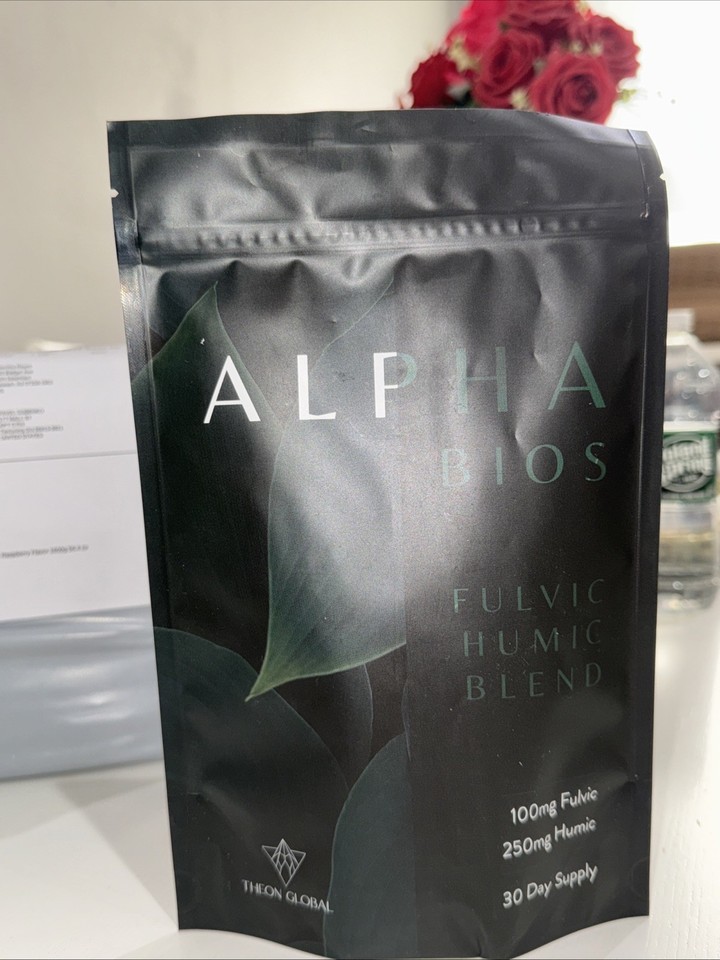 ALPHA
BIOS
FULVIC
HUMIC
BLEND
100mg Fulvic
250mg Humic
30 Day Supply
THEON GLOBAL